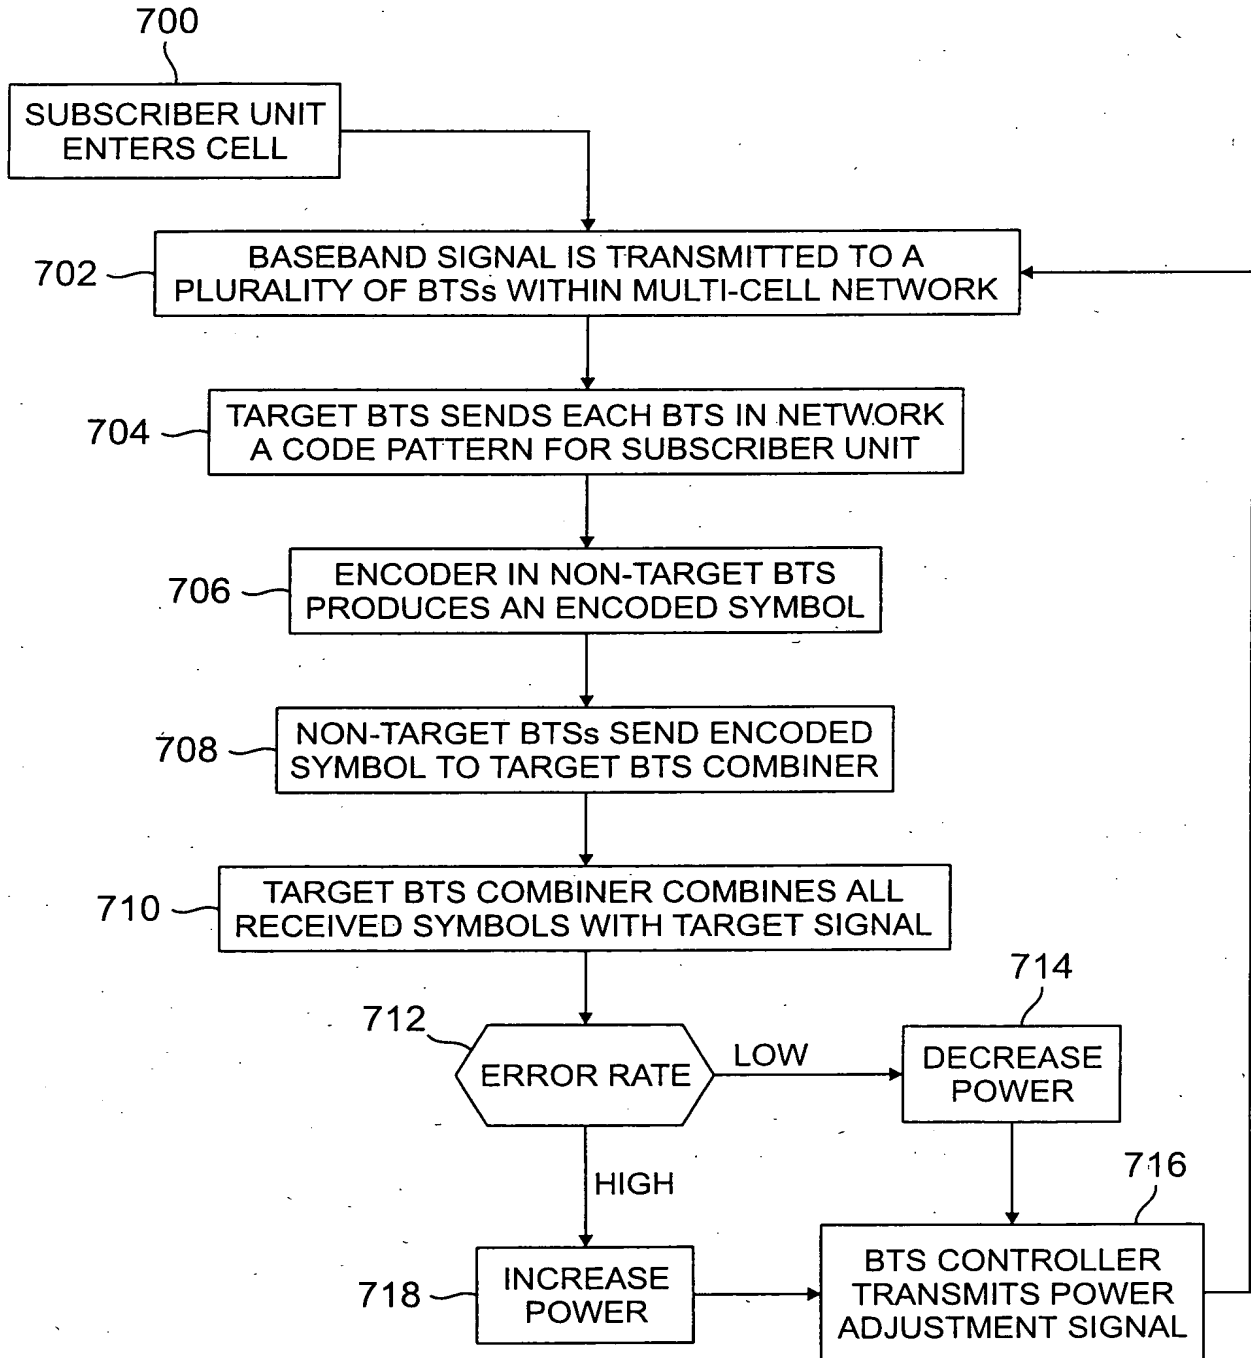 700
SUBSCRIBER UNIT
ENTERS CELL
702
BASEBAND SIGNAL IS TRANSMITTED TO A
PLURALITY OF BTSs WITHIN MULTI-CELL NETWORK
704
TARGET BTS SENDS EACH BTS IN NETWORK
A CODE PATTERN FOR SUBSCRIBER UNIT
706
ENCODER IN NON-TARGET BTS
PRODUCES AN ENCODED SYMBOL
708
NON-TARGET BTSs SEND ENCODED
SYMBOL TO TARGET BTS COMBINER
710
TARGET BTS COMBINER COMBINES ALL
RECEIVED SYMBOLS WITH TARGET SIGNAL
712
ERROR RATE
LOW
714
DECREASE
POWER
HIGH
716
BTS CONTROLLER
TRANSMITS POWER
ADJUSTMENT SIGNAL
718
INCREASE
POWER